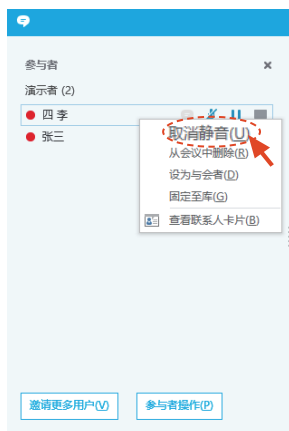 参与者
演示者 (2)
四 李
张三
取消静音(U)
从会议中删除(R)
设为与会者(D)
固定至库(G)
查看联系人卡片(B)
邀请更多用户(V)
参与者操作(P)